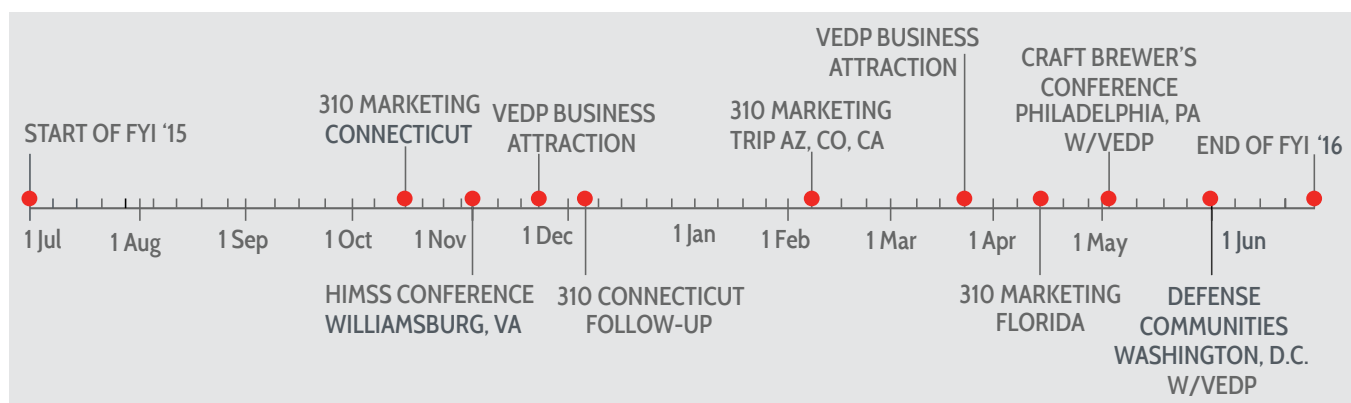 VEDP BUSINESS
ATTRACTION
CRAFT BREWER'S
CONFERENCE
PHILADELPHIA, PA
W/VEDP
310 MARKETING
CONNECTICUT
VEDP BUSINESS
ATTRACTION
310 MARKETING
TRIP AZ, CO, CA
START OF FYI ‘15
END OF FYI ‘16
1 Jul
1 Aug
1 Sep
1 Oct
1 Nov
1 Dec
1 Jan
1 Feb
1 Mar
1 Apr
1 May
1 Jun
HIMSS CONFERENCE
WILLIAMSBURG, VA
310 CONNECTICUT
FOLLOW-UP
310 MARKETING
FLORIDA
DEFENSE
COMMUNITIES
WASHINGTON, D.C.
W/VEDP